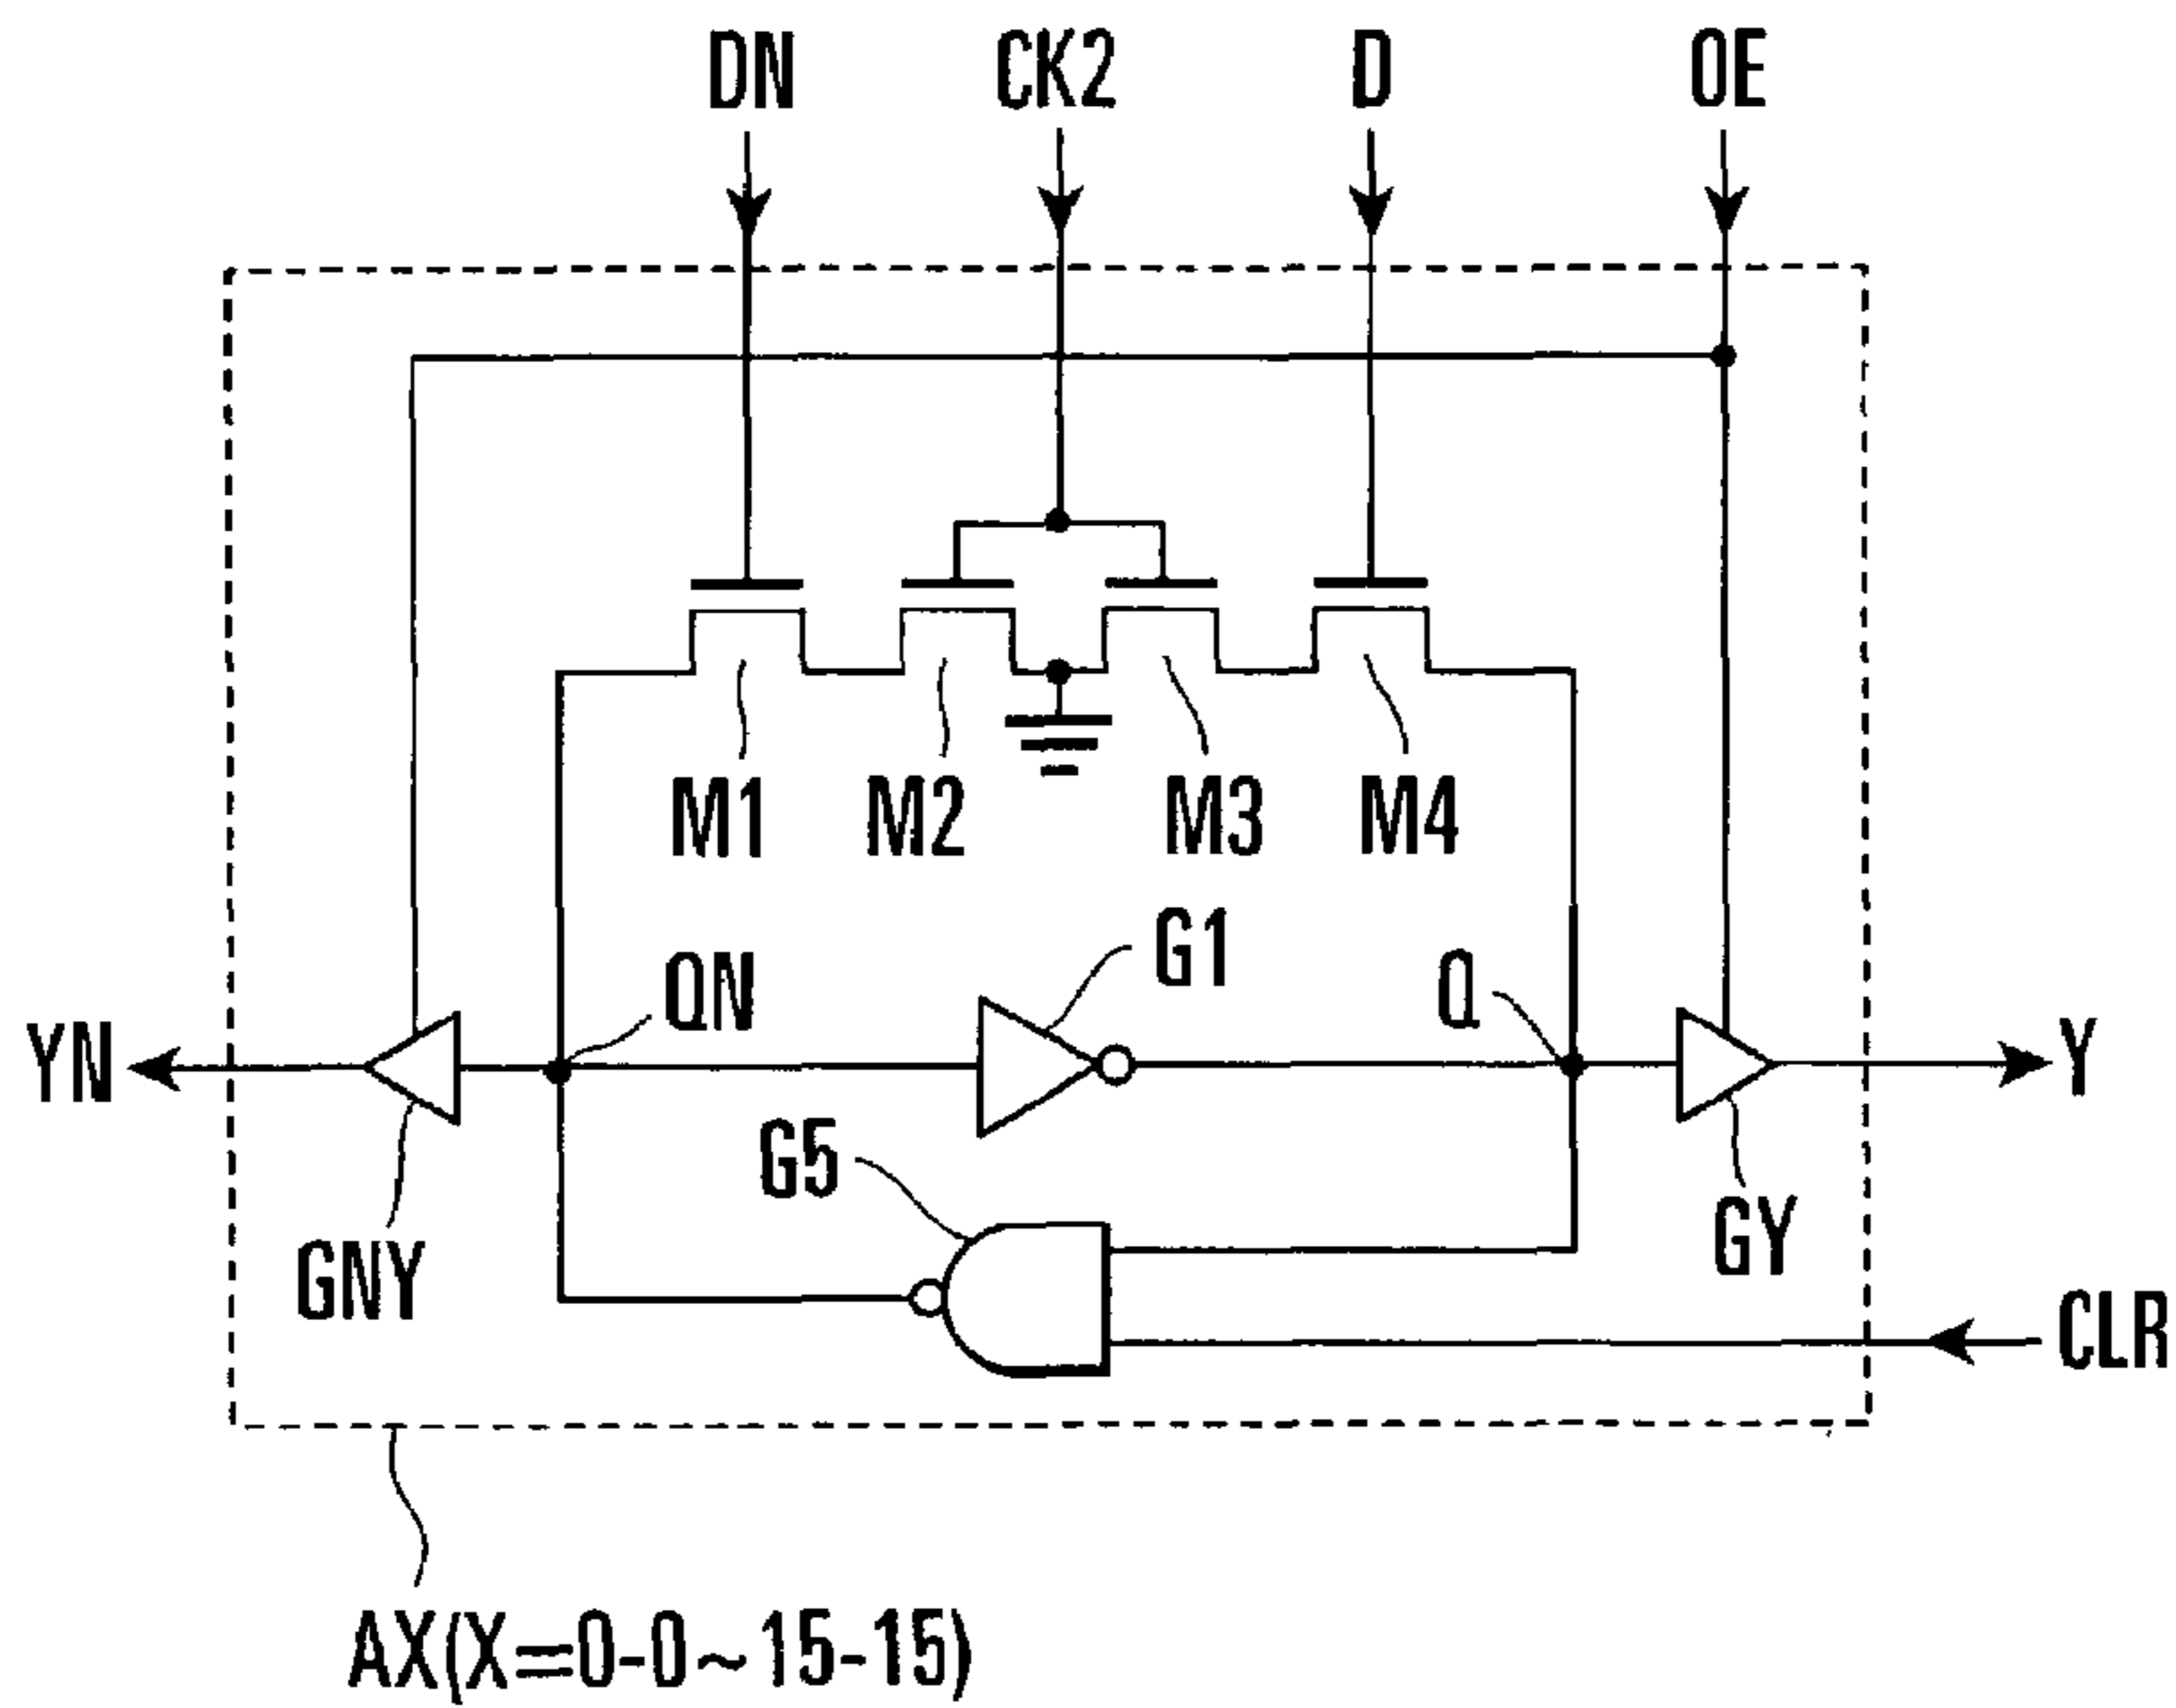 DN CK2 D OE
M1 M2 M3 M4
G1
QN Q
YN Y
G5
GNY GY
CLR
AX(X=0-0~15-15)